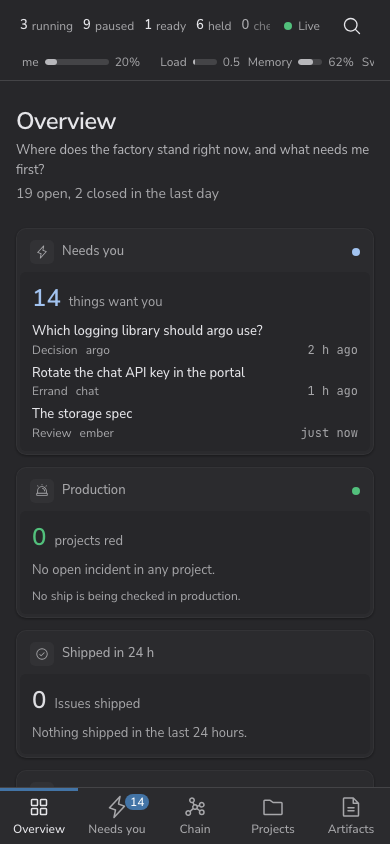 3 running 9 paused 1 ready 6 held 0 che Live
me 20% Load 0.5 Memory 62% Sv
Overview
Where does the factory stand right now, and what needs me
first?
19 open, 2 closed in the last day
Needs you
14 things want you
Which logging library should argo use?
Decision argo 2 h ago
Rotate the chat API key in the portal
Errand chat 1 h ago
The storage spec
Review ember just now
Production
0 projects red
No open incident in any project.
No ship is being checked in production.
Shipped in 24 h
0 Issues shipped
Nothing shipped in the last 24 hours.
14
Overview Needs you Chain Projects Artifacts